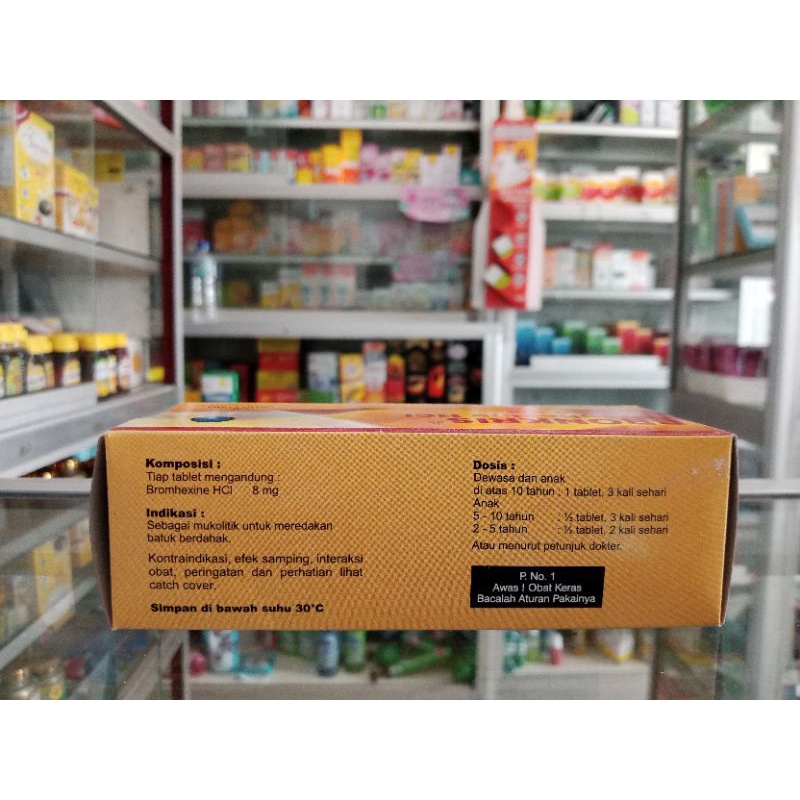 Komposisi :
Tiap tablet mengandung :
Bromhexine HCl 8 mg
Indikasi :
Sebagai mukolitik untuk meredakan
batuk berdahak.
Kontraindikasi, efek samping, interaksi
obat, peringatan dan perhatian lihat
catch cover.
Simpan di bawah suhu 30°C
Dosis :
Dewasa dan anak
di atas 10 tahun : 1 tablet, 3 kali sehari
Anak
5 - 10 tahun : ½ tablet, 3 kali sehari
2 - 5 tahun : ½ tablet, 2 kali sehari
Atau menurut petunjuk dokter.
P. No. 1
Awas ! Obat Keras
Bacalah Aturan Pakainya